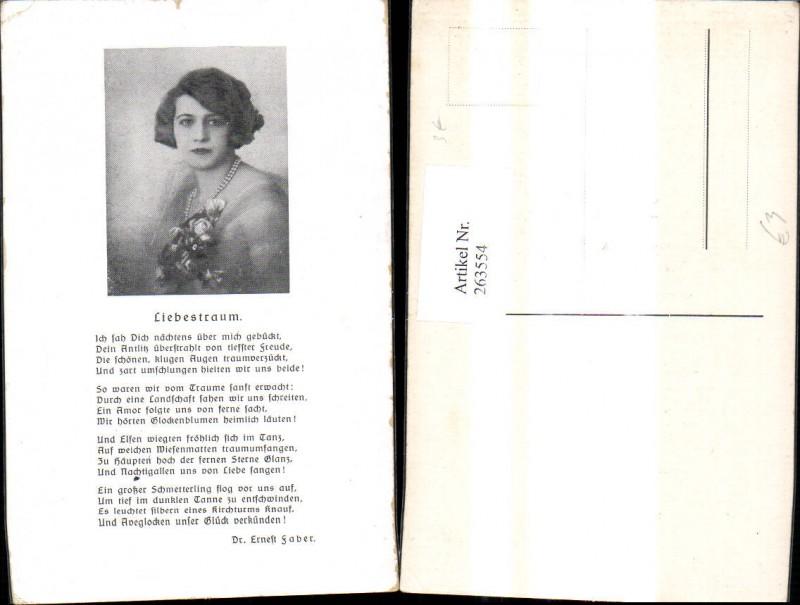 Liebestraum.
Ich sah Dich nächtens über mich gebückt,
Dein Antlitz überstrahlt von tiefster Freude,
Die schönen, klugen Augen traumverzückt,
Und zart umschlungen hielten wir uns beide!
So waren wir vom Traume sanft erwacht:
Durch eine Landschaft sahen wir uns schreiten,
Ein Amor folgte uns von ferne sacht,
Wir hörten Glockenblumen heimlich läuten!
Und Elfen wiegten fröhlich sich im Tanz,
Auf weichen Wiesenmatten traumumfangen,
Zu Häupten hoch der fernen Sterne Glanz,
Und Nachtigallen uns von Liebe sangen!
Ein großer Schmetterling flog vor uns auf,
Um tief im dunklen Tanne zu entschwinden,
Es leuchtet silbern eines Kirchturms Knauf,
Und Aveglocken unser Glück verkünden!
Dr. Ernest Faber.
Artikel Nr.
263554